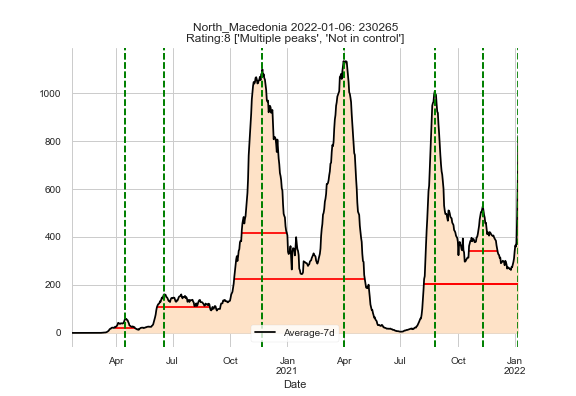 North_Macedonia 2022-01-06: 230265
Rating:8 ['Multiple peaks', 'Not in control']
1000
800
600
400
200
0
Average-7d
Apr Jul Oct Jan Apr Jul Oct Jan
2021 2022
Date